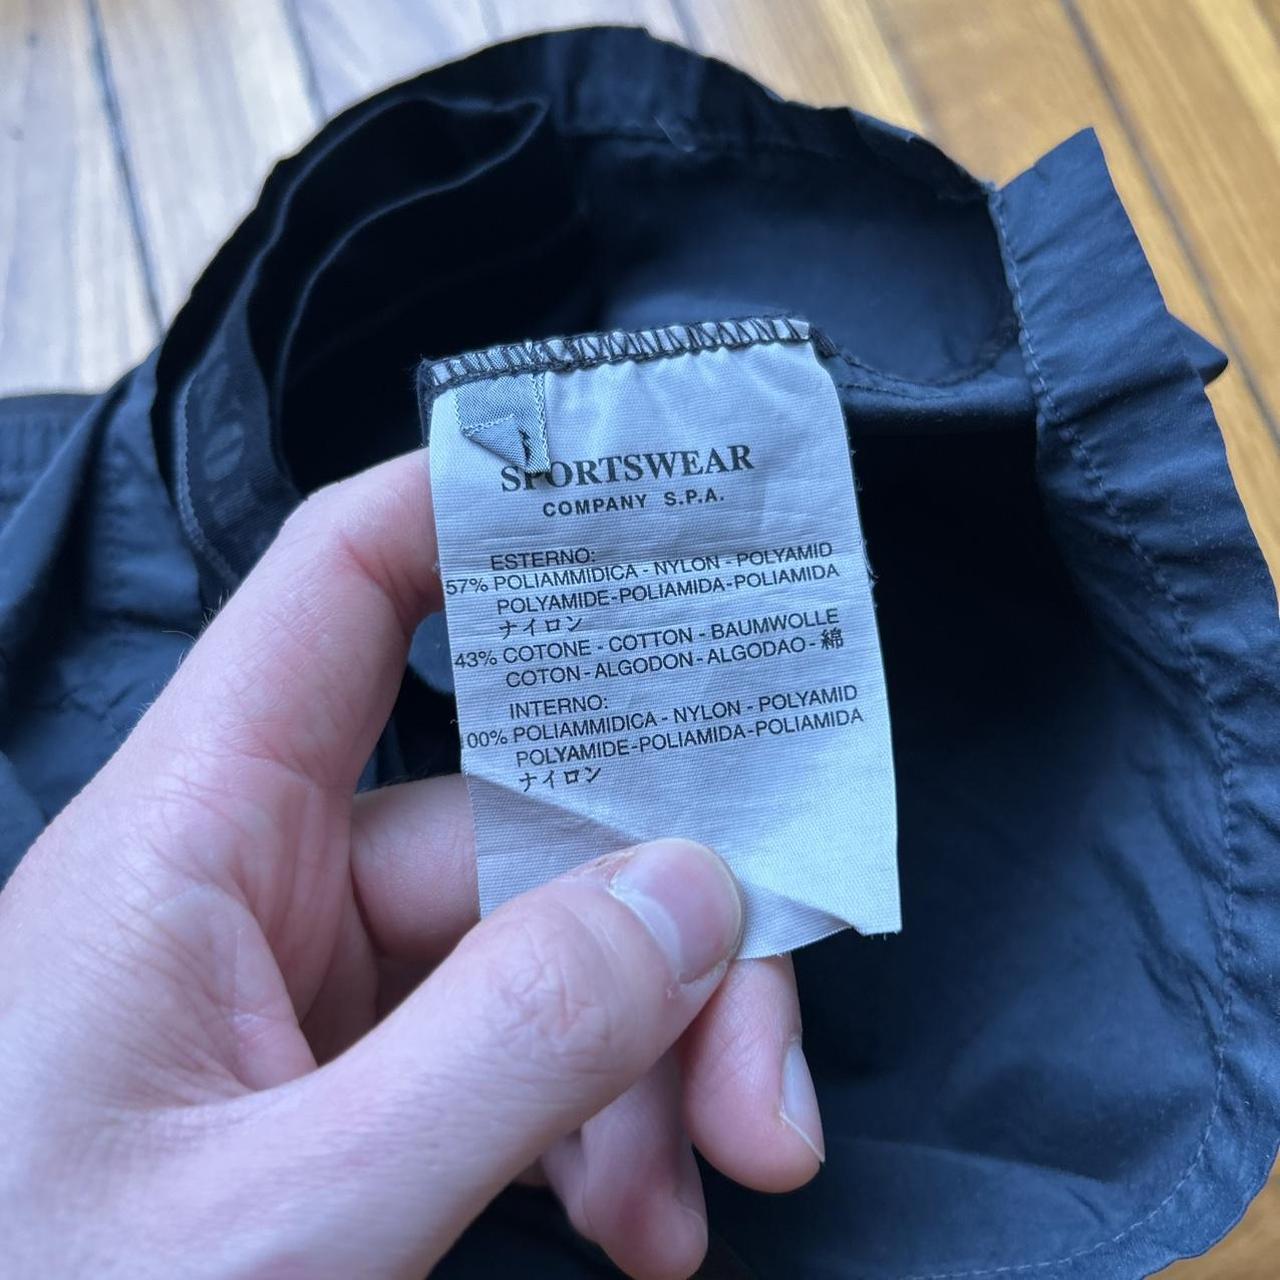 SPORTSWEAR
COMPANY S.P.A.
ESTERNO:
57% POLIAMMIDICA - NYLON - POLYAMID
POLYAMIDE-POLIAMIDA-POLIAMIDA
ナイロン
43% COTONE - COTTON - BAUMWOLLE
COTON - ALGODON - ALGODAO - 綿
INTERNO:
100% POLIAMMIDICA - NYLON - POLYAMID
POLYAMIDE-POLIAMIDA-POLIAMIDA
ナイロン